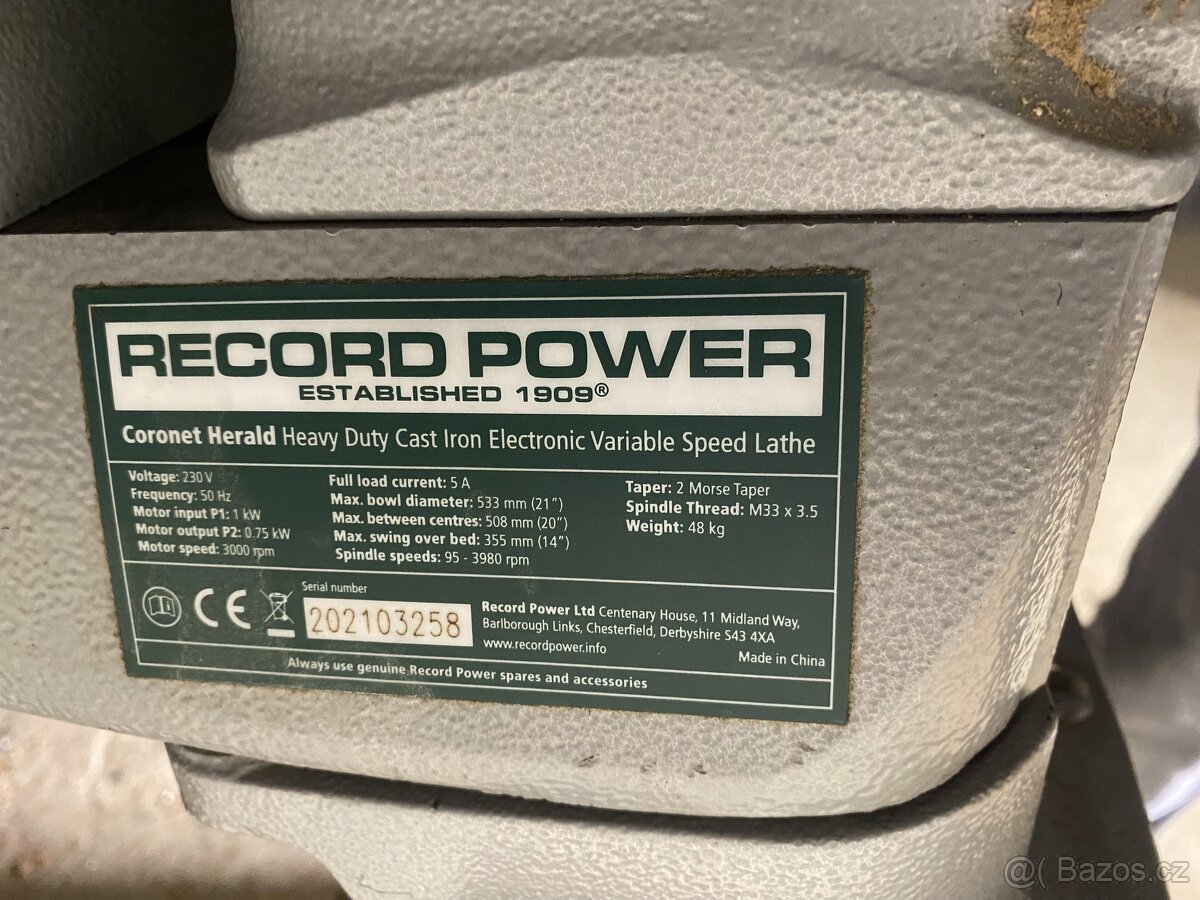 RECORD POWER
ESTABLISHED 1909®
Coronet Herald Heavy Duty Cast Iron Electronic Variable Speed Lathe
Voltage: 230 V
Frequency: 50 Hz
Motor input P1: 1 kW
Motor output P2: 0.75 kW
Motor speed: 3000 rpm
Full load current: 5 A
Max. bowl diameter: 533 mm (21")
Max. between centres: 508 mm (20")
Max. swing over bed: 355 mm (14")
Spindle speeds: 95 - 3980 rpm
Taper: 2 Morse Taper
Spindle Thread: M33 x 3.5
Weight: 48 kg
CE
Serial number
202103258
Record Power Ltd Centenary House, 11 Midland Way,
Barlborough Links, Chesterfield, Derbyshire S43 4XA
www.recordpower.info
Made in China
Always use genuine Record Power spares and accessories
@( Bazos.cz